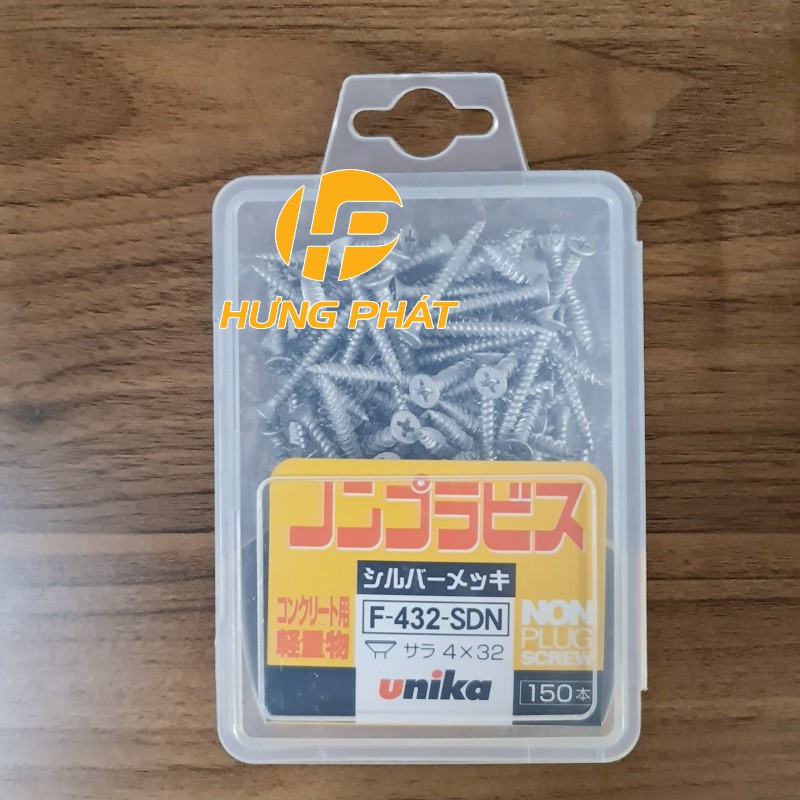 HP
HƯNG PHÁT
ノンプラビス
シルバーメッキ
コンクリート用
軽量物
F-432-SDN
サラ 4×32
unika
NON
PLUG
SCREW
150本